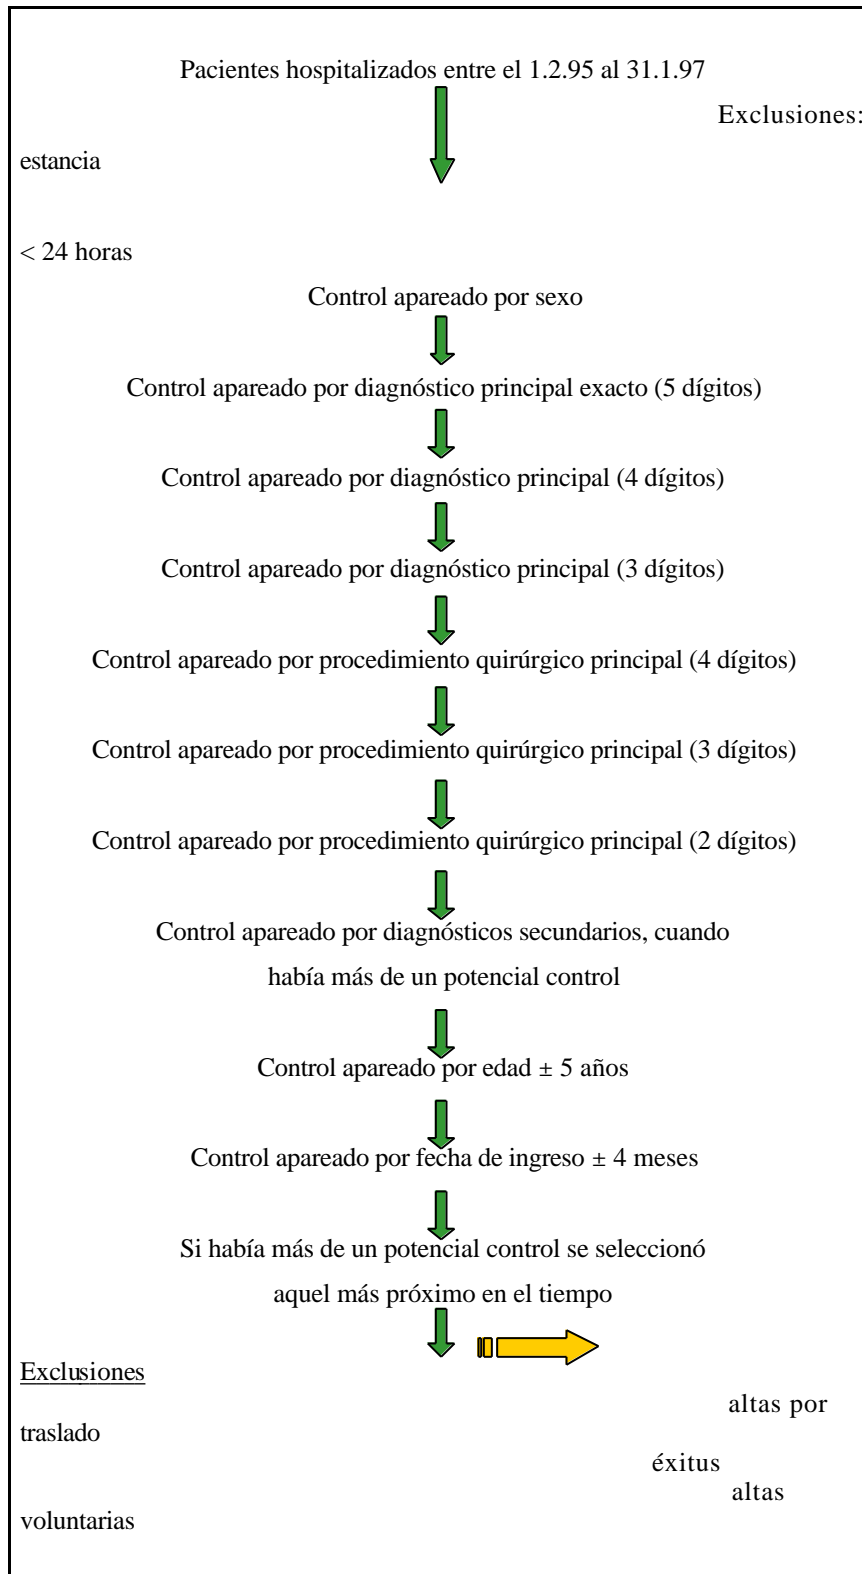 Pacientes hospitalizados entre el 1.2.95 al 31.1.97
Exclusiones:
estancia
< 24 horas
Control apareado por sexo
Control apareado por diagnóstico principal exacto (5 dígitos)
Control apareado por diagnóstico principal (4 dígitos)
Control apareado por diagnóstico principal (3 dígitos)
Control apareado por procedimiento quirúrgico principal (4 dígitos)
Control apareado por procedimiento quirúrgico principal (3 dígitos)
Control apareado por procedimiento quirúrgico principal (2 dígitos)
Control apareado por diagnósticos secundarios, cuando
había más de un potencial control
Control apareado por edad ± 5 años
Control apareado por fecha de ingreso ± 4 meses
Si había más de un potencial control se seleccionó
aquel más próximo en el tiempo
Exclusiones
altas por
traslado
éxitus
altas
voluntarias